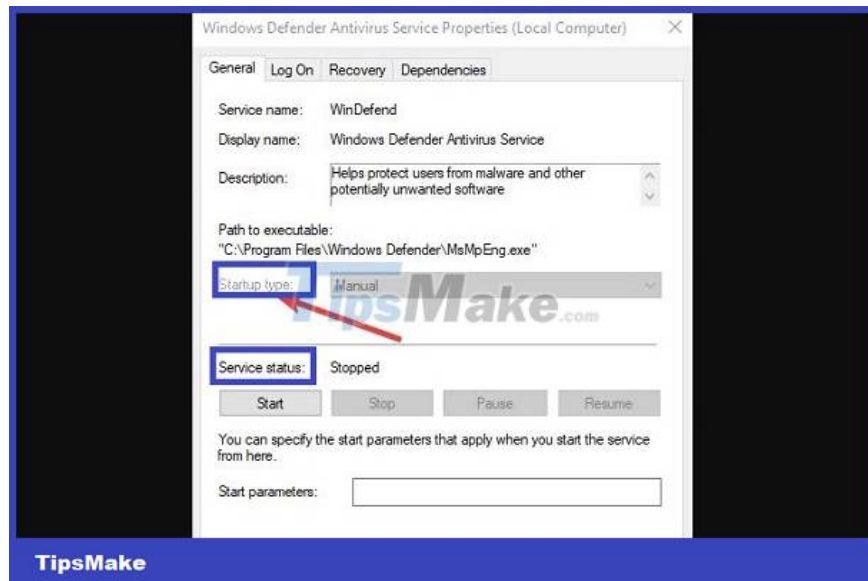 Windows Defender Antivirus Service Properties (Local Computer)
General Log On Recovery Dependencies
Service name: WinDefend
Display name: Windows Defender Antivirus Service
Description: Helps protect users from malware and other
potentially unwanted software
Path to executable:
"C:\Program Files\Windows Defender\MsMpEng.exe"
Startup type: Manual
TipsMake.com
Service status: Stopped
Start Stop Pause Resume
You can specify the start parameters that apply when you start the service
from here.
Start parameters:
TipsMake